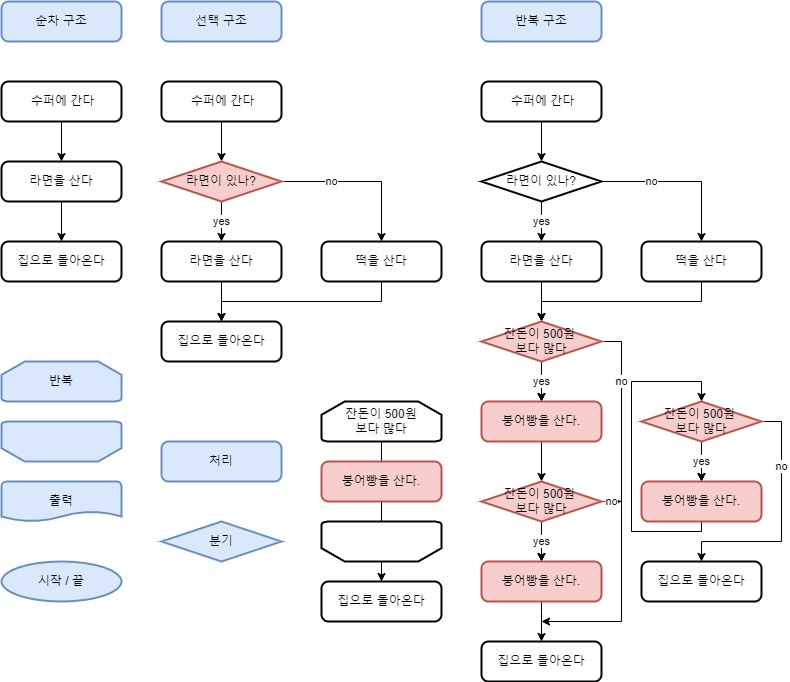 순차 구조
선택 구조
반복 구조
수퍼에 간다
수퍼에 간다
수퍼에 간다
라면을 산다
라면이 있나?
no
라면이 있나?
no
yes
yes
집으로 돌아온다
라면을 산다
떡을 산다
라면을 산다
떡을 산다
집으로 돌아온다
잔돈이 500원
보다 많다
반복
yes
no
잔돈이 500원
보다 많다
붕어빵을 산다.
잔돈이 500원
보다 많다
처리
yes
no
붕어빵을 산다.
출력
잔돈이 500원
보다 많다
no
붕어빵을 산다.
분기
yes
시작 / 끝
집으로 돌아온다
붕어빵을 산다.
집으로 돌아온다
집으로 돌아온다